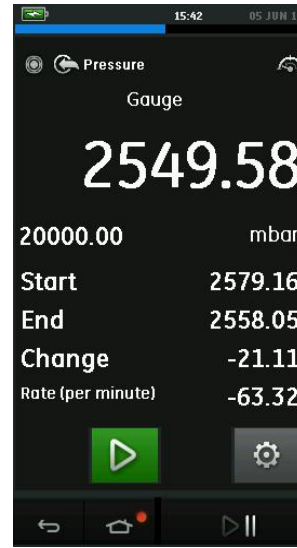 15:42 05 JUN 1
Pressure
Gauge
2549.58
20000.00 mbar
Start 2579.16
End 2558.05
Change -21.11
Rate (per minute) -63.32